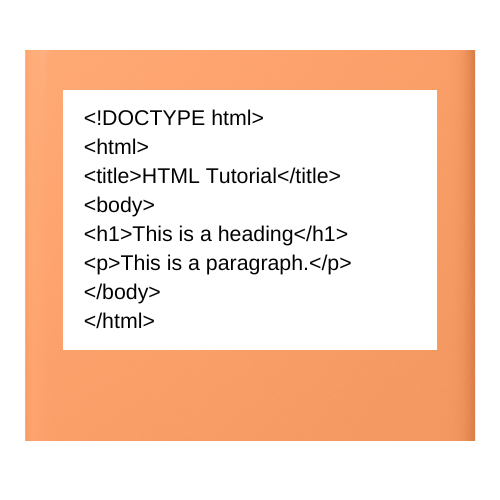 <!DOCTYPE html>
<html>
<title>HTML Tutorial</title>
<body>
<h1>This is a heading</h1>
<p>This is a paragraph.</p>
</body>
</html>